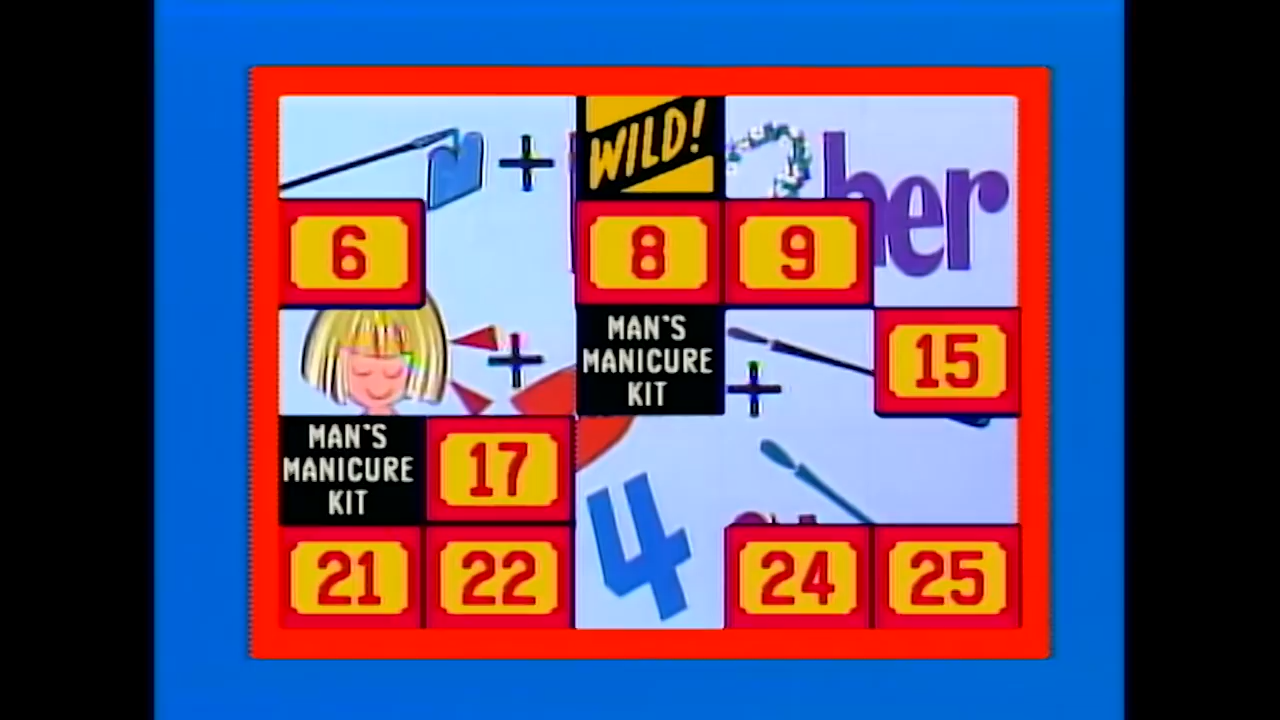 + WILD!
her
6 8 9
+ MAN'S
MANICURE
KIT
+ 15
MAN'S
MANICURE
KIT
17
4
21 22 24 25